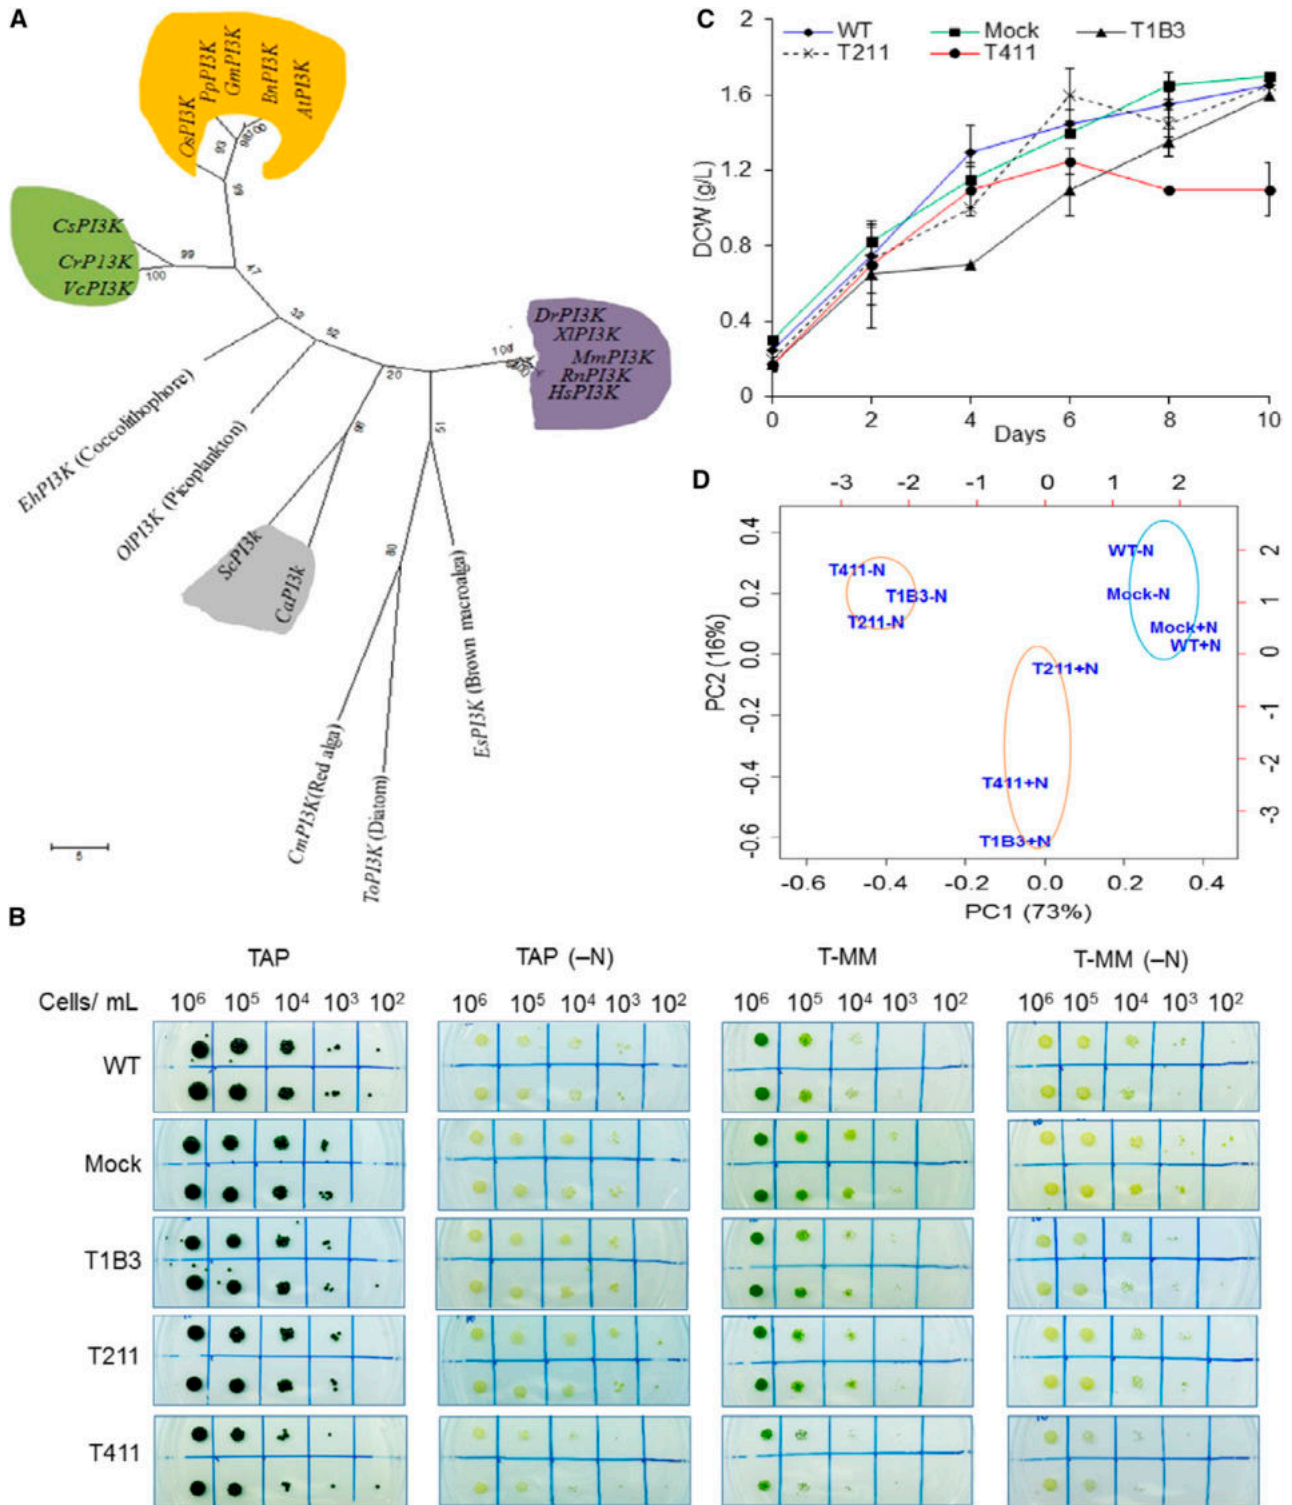 A
OsPI3K
PpPI3K
GmPI3K
BnPI3K
AtPI3K
93
98
100
99
CsPI3K
CrP13K
VcPI3K
99
100
47
32
52
20
DrPI3K
XlPI3K
MmPI3K
RnPI3K
HsPI3K
51
98
80
EhPI3K (Coccolithophore)
OlPI3K (Picoplankton)
ScPI3k
CaPI3k
CmPI3K(Red alga)
ToPI3K (Diatom)
EsPI3K (Brown macroalga)
5
C
WT
Mock
T1B3
T211
T411
DCW (g/L)
2
1.6
1.2
0.8
0.4
0
0 2 4 6 8 10
Days
D
-3 -2 -1 0 1 2
PC2 (16%)
0.4
0.2
0.0
-0.2
-0.4
-0.6
2
1
0
-1
-2
-3
WT-N
T411-N
T1B3-N
Mock-N
T211-N
Mock+N
WT+N
T211+N
T411+N
T1B3+N
-0.6 -0.4 -0.2 0.0 0.2 0.4
PC1 (73%)
B
TAP TAP (–N) T-MM T-MM (–N)
Cells/ mL 10⁶ 10⁵ 10⁴ 10³ 10² 10⁶ 10⁵ 10⁴ 10³ 10² 10⁶ 10⁵ 10⁴ 10³ 10² 10⁶ 10⁵ 10⁴ 10³ 10²
WT
Mock
T1B3
T211
T411